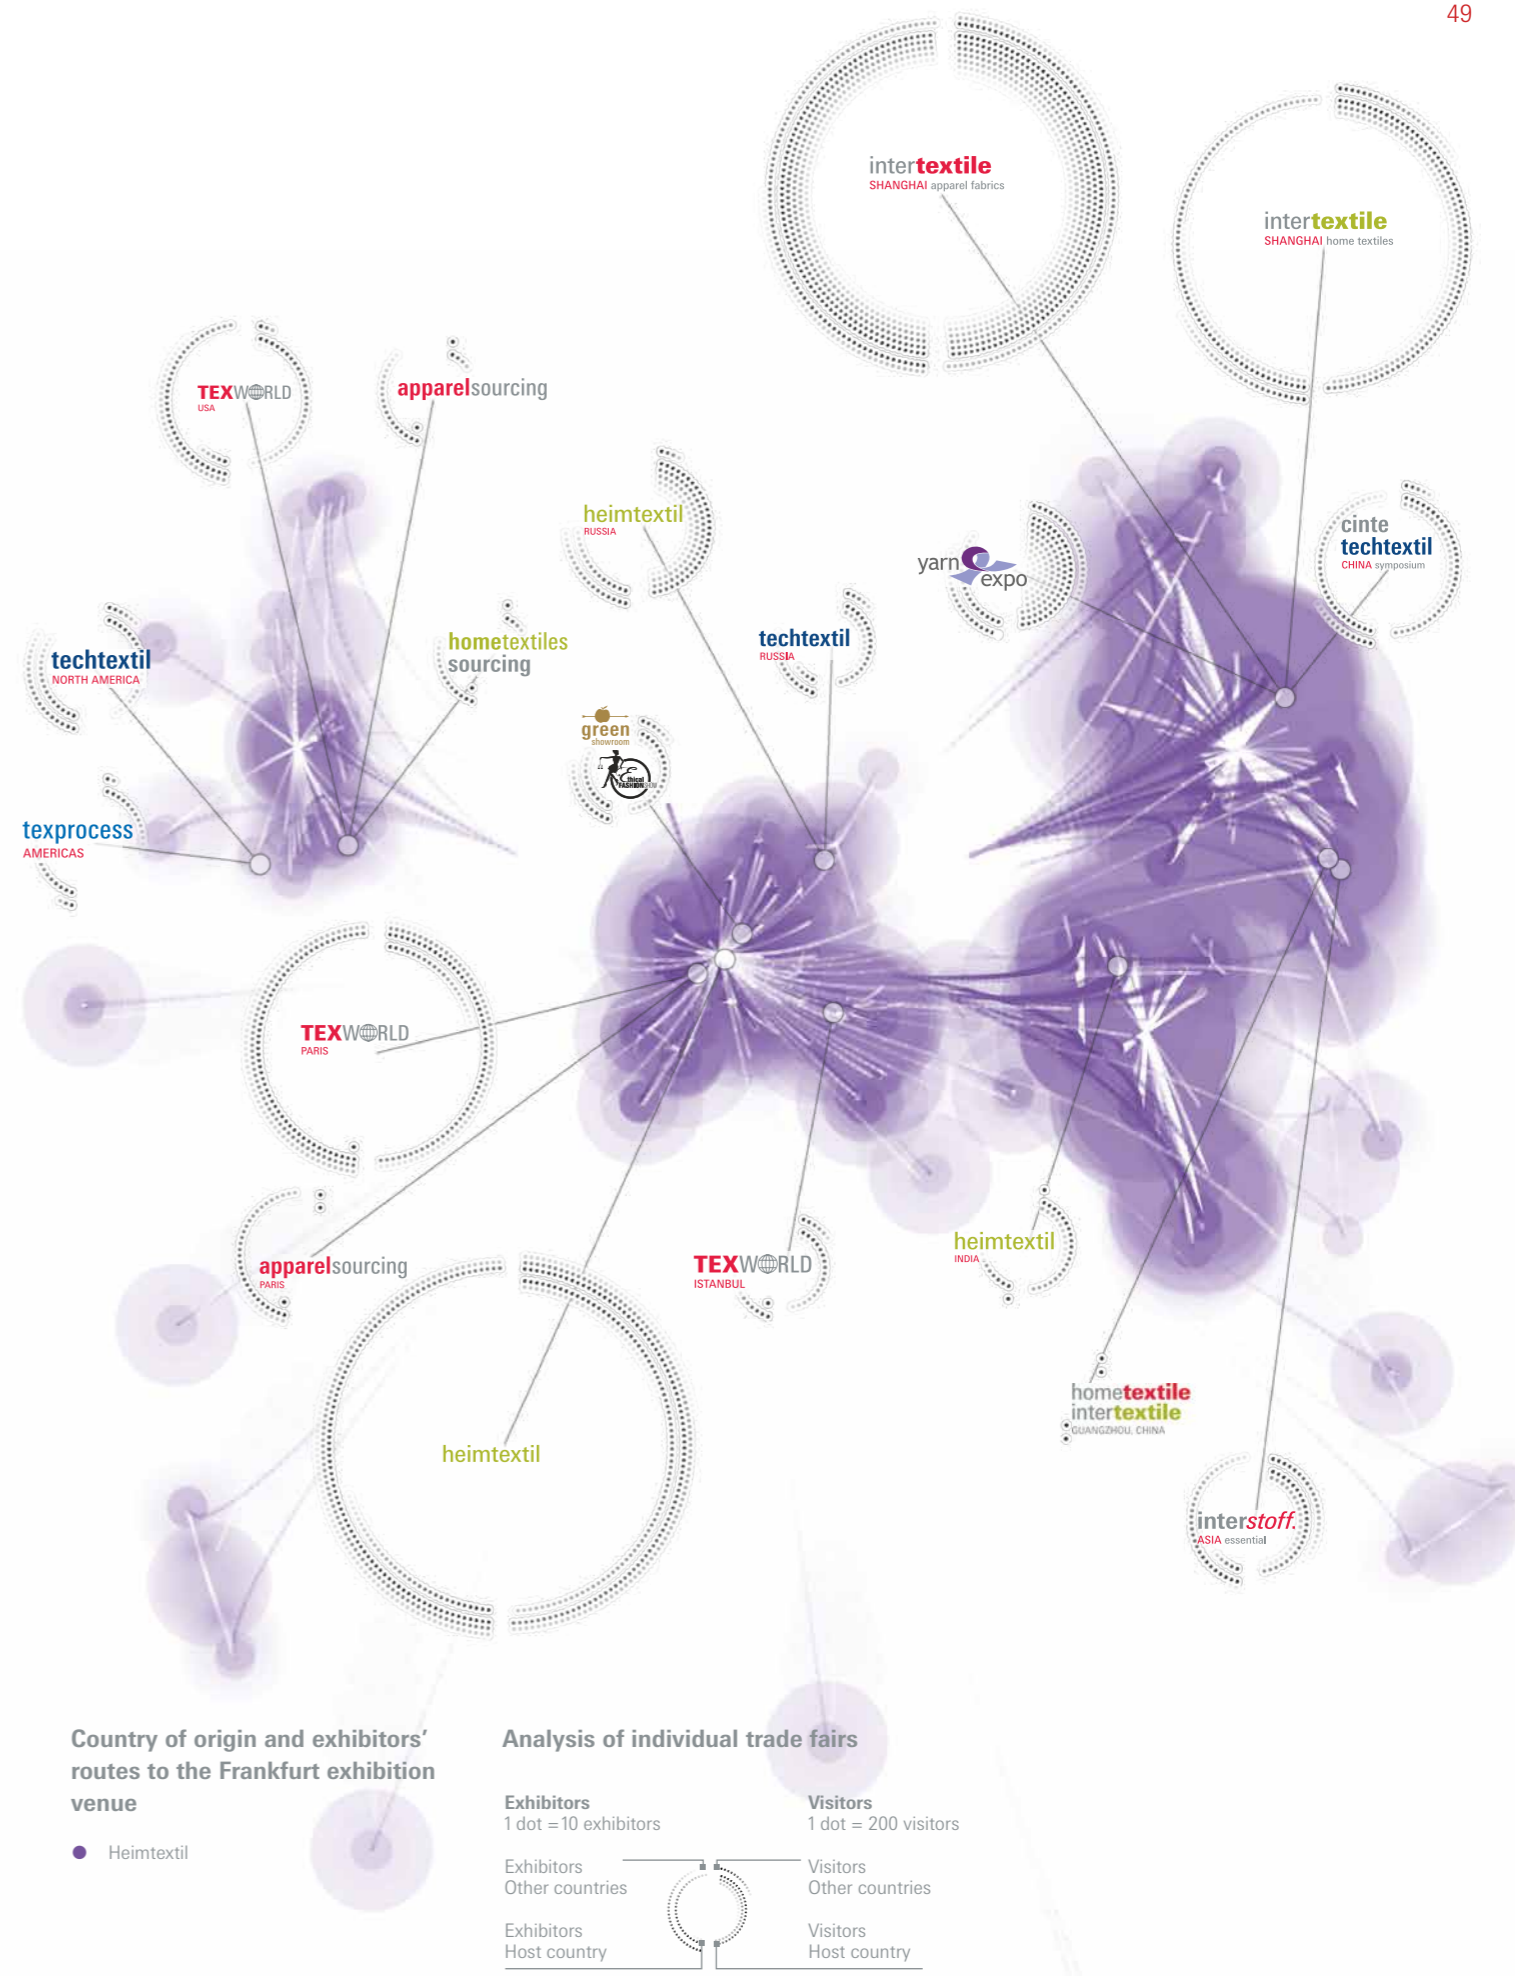 49
intertextile
SHANGHAI apparel fabrics
intertextile
SHANGHAI home textiles
TEXWORLD
USA
apparelsourcing
heimtextil
RUSSIA
yarn
expo
cinte
techtextil
CHINA symposium
techtextil
NORTH AMERICA
hometextiles
sourcing
techtextil
RUSSIA
green
showroom
Ethical
FASHION SHOW
texprocess
AMERICAS
TEXWORLD
PARIS
apparelsourcing
PARIS
TEXWORLD
ISTANBUL
heimtextil
INDIA
hometextile
intertextile
GUANGZHOU, CHINA
heimtextil
interstoff.
ASIA essential
Country of origin and exhibitors'
routes to the Frankfurt exhibition
venue
Heimtextil
Analysis of individual trade fairs
Exhibitors
1 dot =10 exhibitors
Visitors
1 dot = 200 visitors
Exhibitors
Other countries
Visitors
Other countries
Exhibitors
Host country
Visitors
Host country